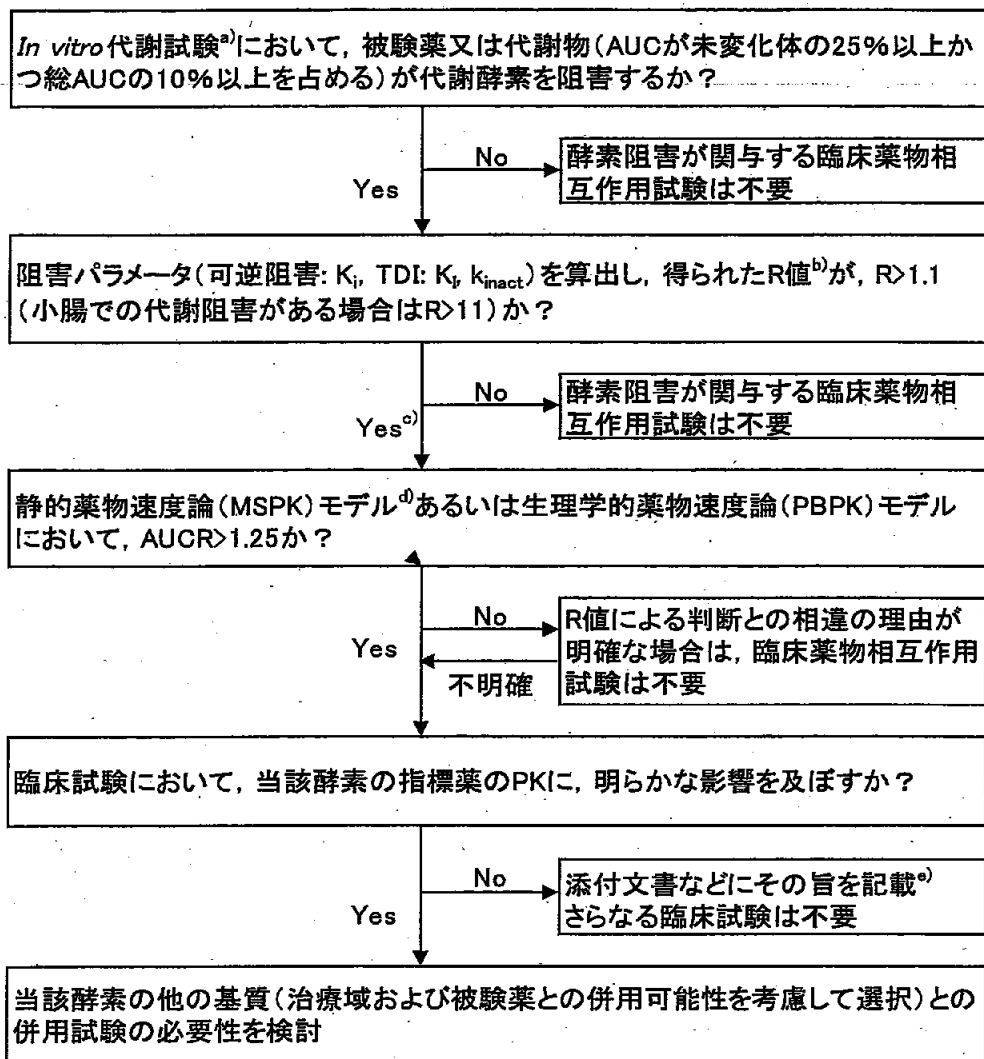 In vitro代謝試験a)において，被験薬又は代謝物（AUCが未変化体の25%以上か
つ総AUCの10%以上を占める）が代謝酵素を阻害するか？
No
Yes
酵素阻害が関与する臨床薬物相
互作用試験は不要
阻害パラメータ（可逆阻害: Ki, TDI: KI, kinact）を算出し，得られたR値b)が，R>1.1
（小腸での代謝阻害がある場合はR>11）か？
No
Yesc)
酵素阻害が関与する臨床薬物相
互作用試験は不要
静的薬物速度論（MSPK）モデルd)あるいは生理学的薬物速度論（PBPK）モデル
において，AUCR>1.25か？
No
Yes
不明確
R値による判断との相違の理由が
明確な場合は，臨床薬物相互作用
試験は不要
臨床試験において，当該酵素の指標薬のPKに，明らかな影響を及ぼすか？
No
Yes
添付文書などにその旨を記載e)
さらなる臨床試験は不要
当該酵素の他の基質（治療域および被験薬との併用可能性を考慮して選択）との
併用試験の必要性を検討